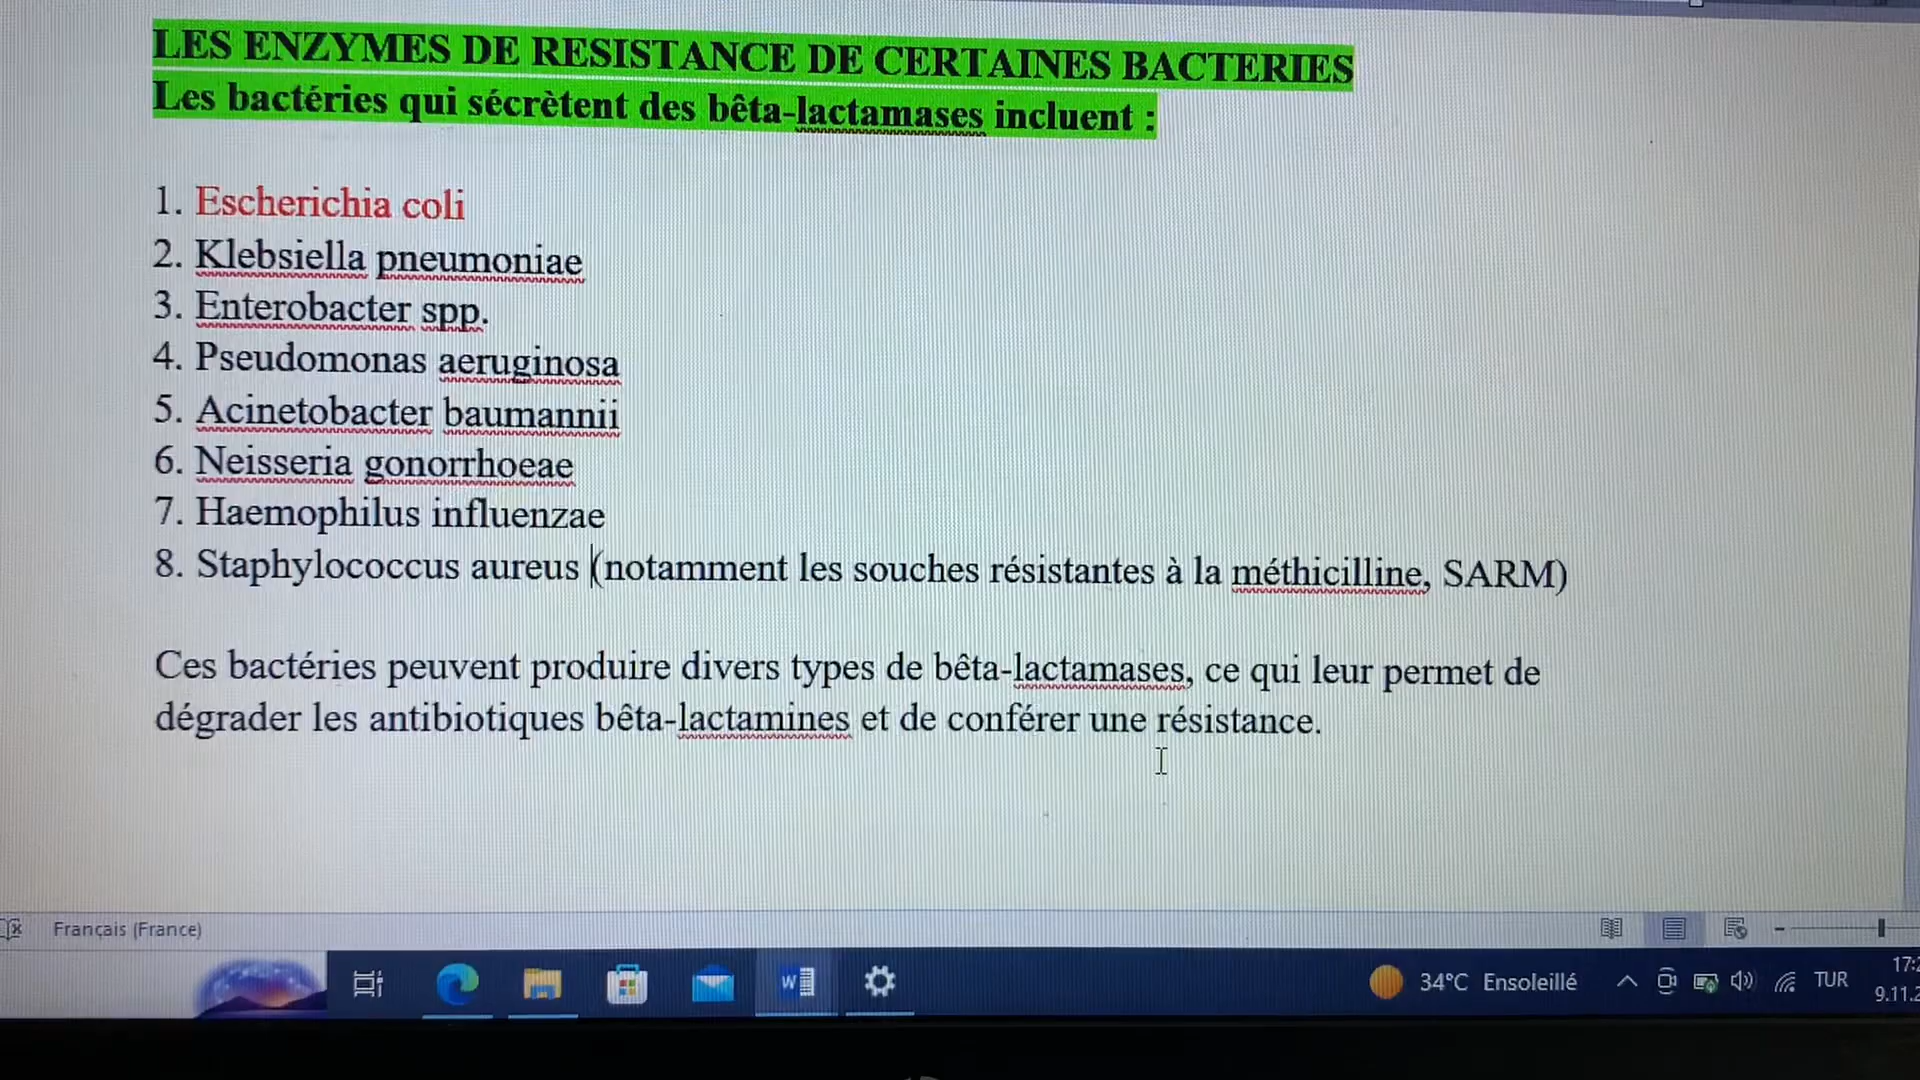 LES ENZYMES DE RESISTANCE DE CERTAINES BACTERIES
Les bactéries qui sécrètent des bêta-lactamases incluent :
1. Escherichia coli
2. Klebsiella pneumoniae
3. Enterobacter spp.
4. Pseudomonas aeruginosa
5. Acinetobacter baumannii
6. Neisseria gonorrhoeae
7. Haemophilus influenzae
8. Staphylococcus aureus (notamment les souches résistantes à la méthicilline, SARM)
Ces bactéries peuvent produire divers types de bêta-lactamases, ce qui leur permet de
dégrader les antibiotiques bêta-lactamines et de conférer une résistance.
Français (France)
34°C Ensoleillé
TUR